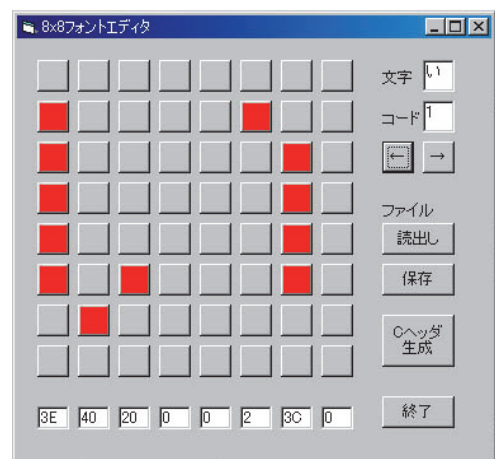 8x8フォントエディタ
文字 い
コード 1
← →
ファイル
読出し
保存
Cヘッダ
生成
3E 40 20 0 0 2 3C 0
終了